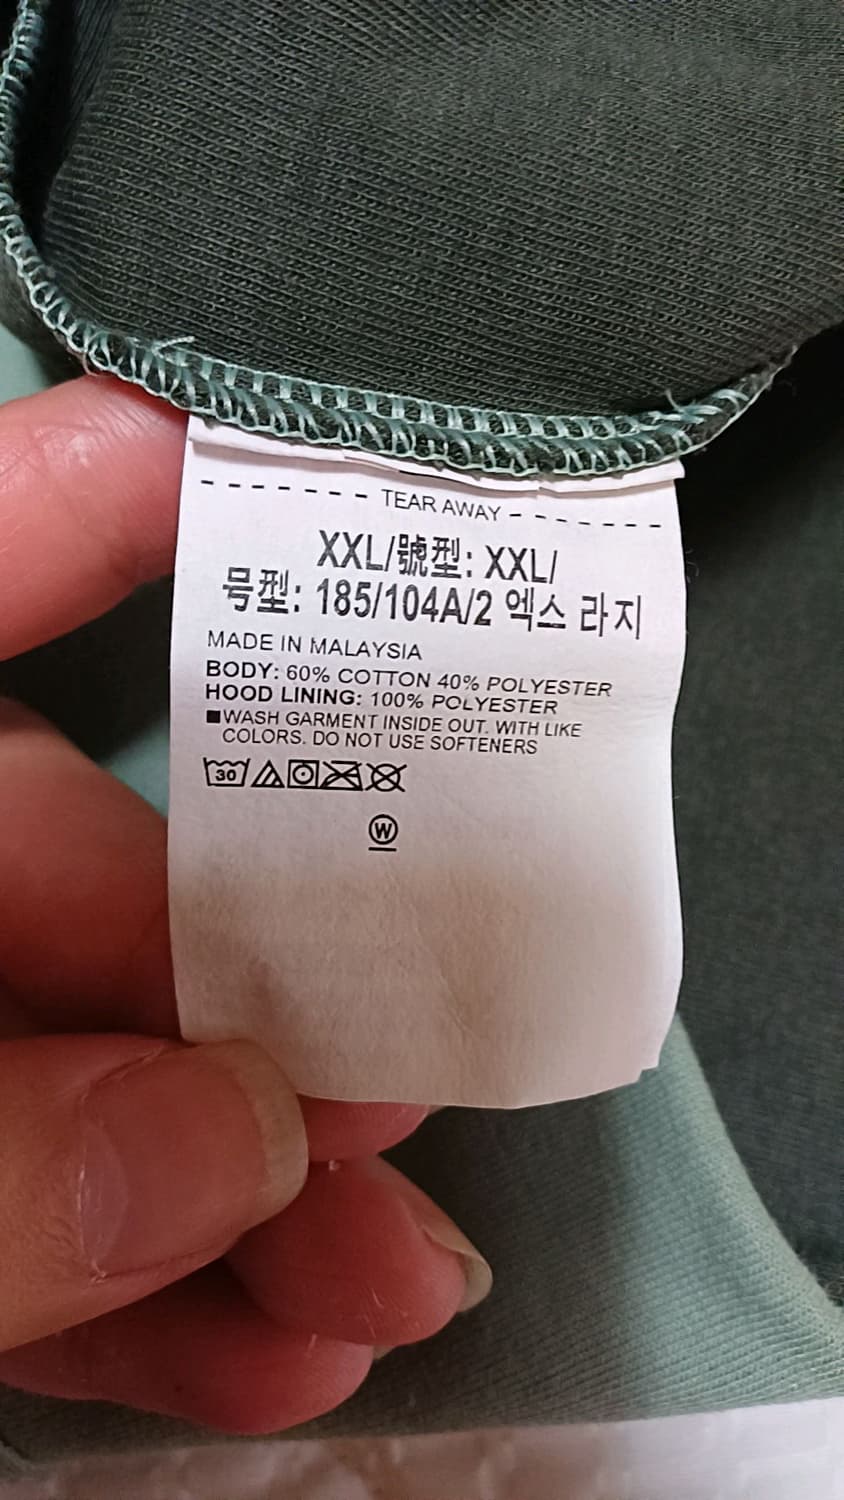 TEAR AWAY
XXL/號型: XXL/
号型: 185/104A/2 엑스 라지
MADE IN MALAYSIA
BODY: 60% COTTON 40% POLYESTER
HOOD LINING: 100% POLYESTER
WASH GARMENT INSIDE OUT. WITH LIKE
COLORS. DO NOT USE SOFTENERS
30
W